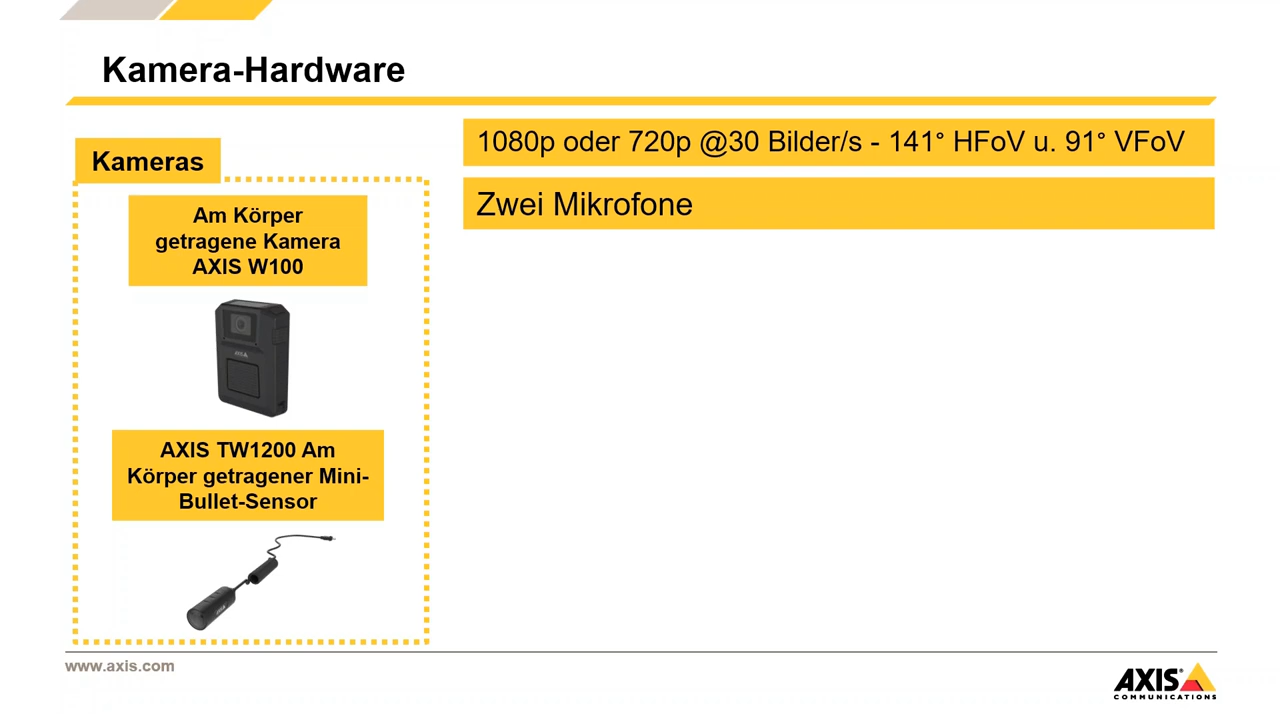 Kamera-Hardware
Kameras
Am Körper
getragene Kamera
AXIS W100
AXIS TW1200 Am
Körper getragener Mini-
Bullet-Sensor
1080p oder 720p @30 Bilder/s - 141° HFoV u. 91° VFoV
Zwei Mikrofone
www.axis.com
AXIS
COMMUNICATIONS